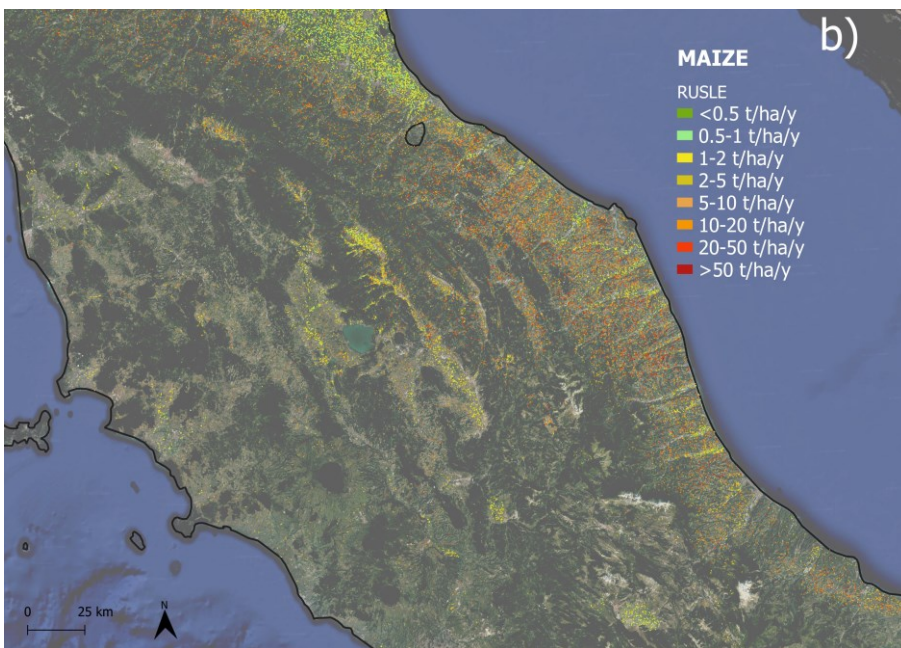 b)
MAIZE
RUSLE
<0.5 t/ha/y
0.5-1 t/ha/y
1-2 t/ha/y
2-5 t/ha/y
5-10 t/ha/y
10-20 t/ha/y
20-50 t/ha/y
>50 t/ha/y
0 25 km
N